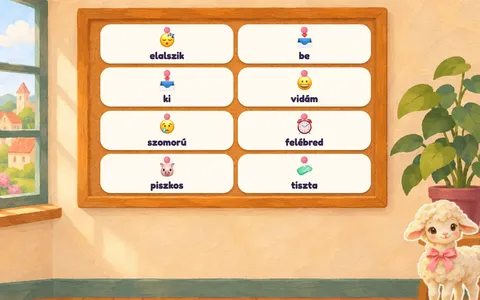 elalszik
be
ki
vidám
szomorú
felébred
piszkos
tiszta